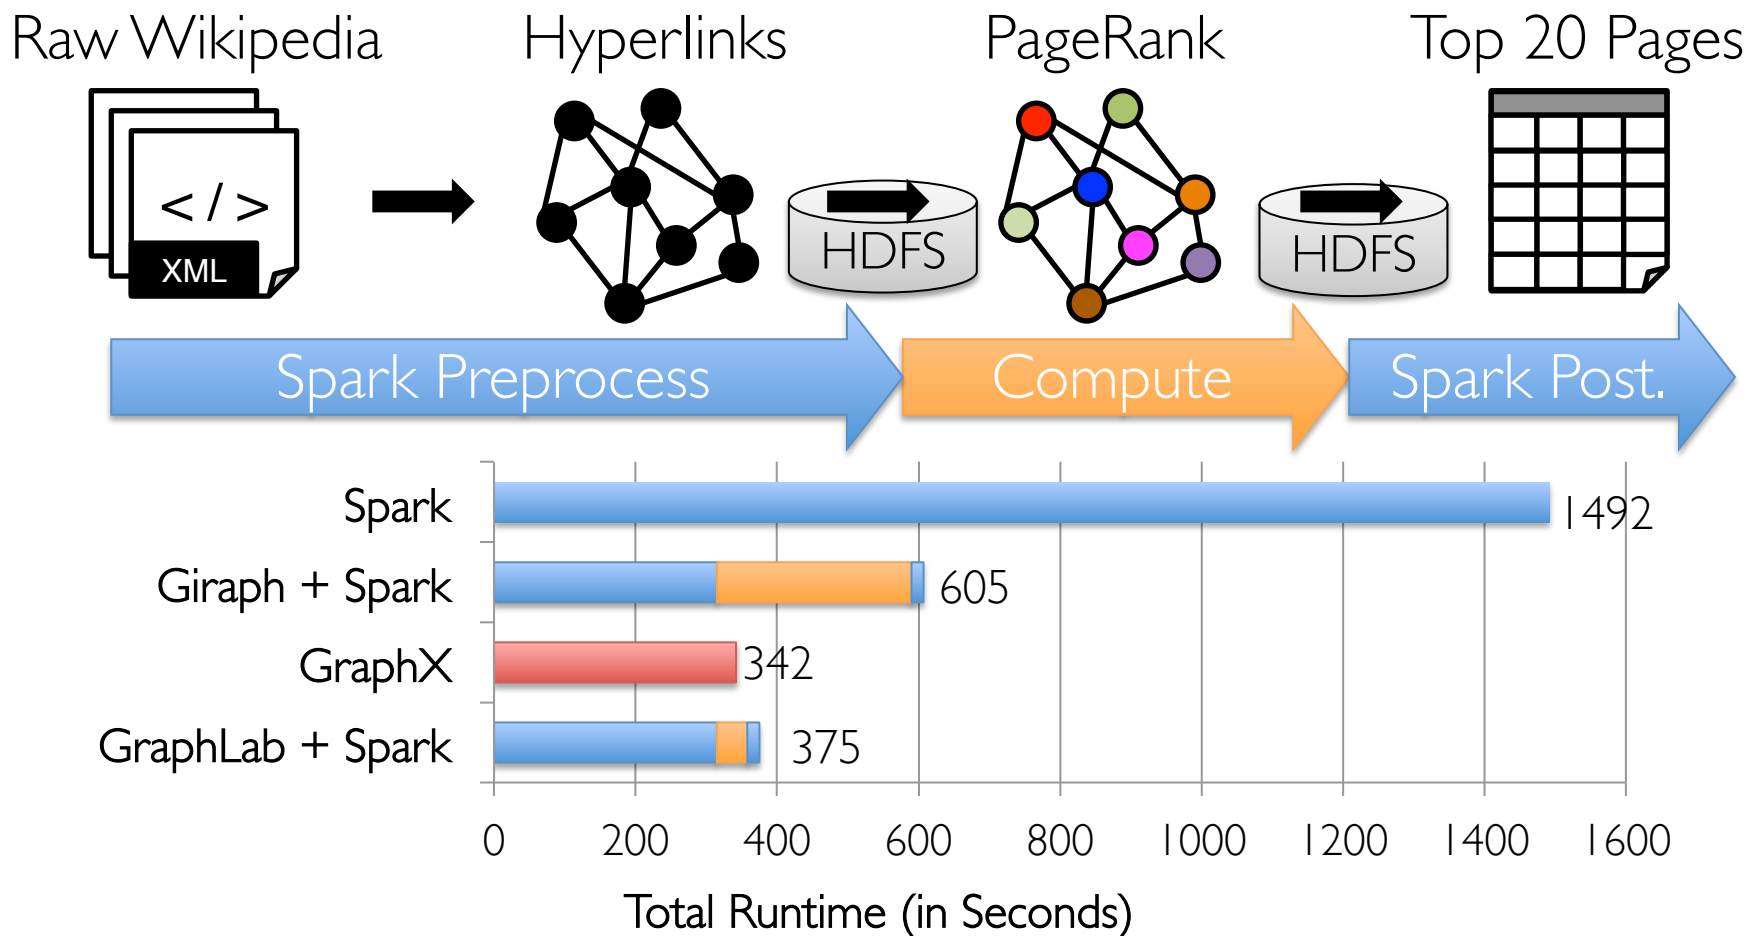 Raw Wikipedia
Hyperlinks
PageRank
Top 20 Pages
< / >
XML
HDFS
HDFS
Spark Preprocess
Compute
Spark Post.
Spark
1492
Giraph + Spark
605
GraphX
342
GraphLab + Spark
375
0 200 400 600 800 1000 1200 1400 1600
Total Runtime (in Seconds)